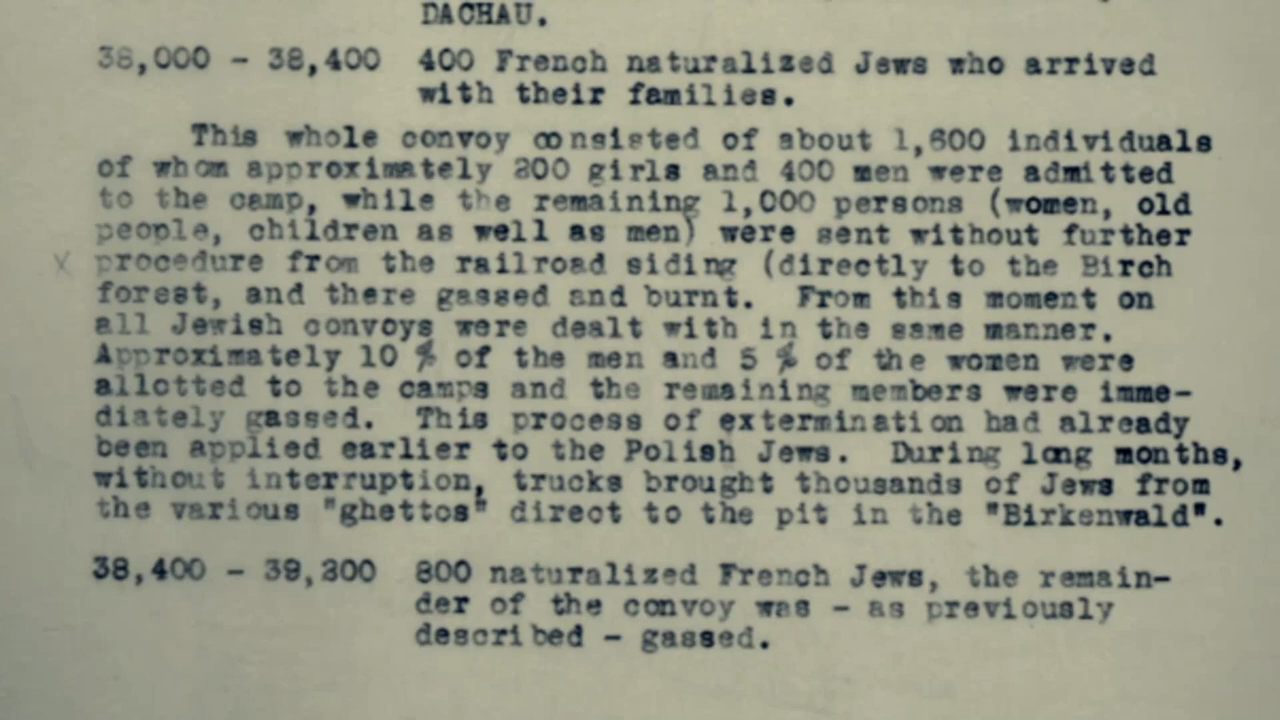 DACHAU.
38,000 - 38,400 400 French naturalized Jews who arrived
with their families.
This whole convoy consisted of about 1,600 individuals
of whom approximately 200 girls and 400 men were admitted
to the camp, while the remaining 1,000 persons (women, old
people, children as well as men) were sent without further
X procedure from the railroad siding (directly to the Birch
forest, and there gassed and burnt. From this moment on
all Jewish convoys were dealt with in the same manner.
Approximately 10 % of the men and 5 % of the women were
allotted to the camps and the remaining members were imme-
diately gassed. This process of extermination had already
been applied earlier to the Polish Jews. During long months,
without interruption, trucks brought thousands of Jews from
the various "ghettos" direct to the pit in the "Birkenwald".
38,400 - 39,200 800 naturalized French Jews, the remain-
der of the convoy was - as previously
described - gassed.